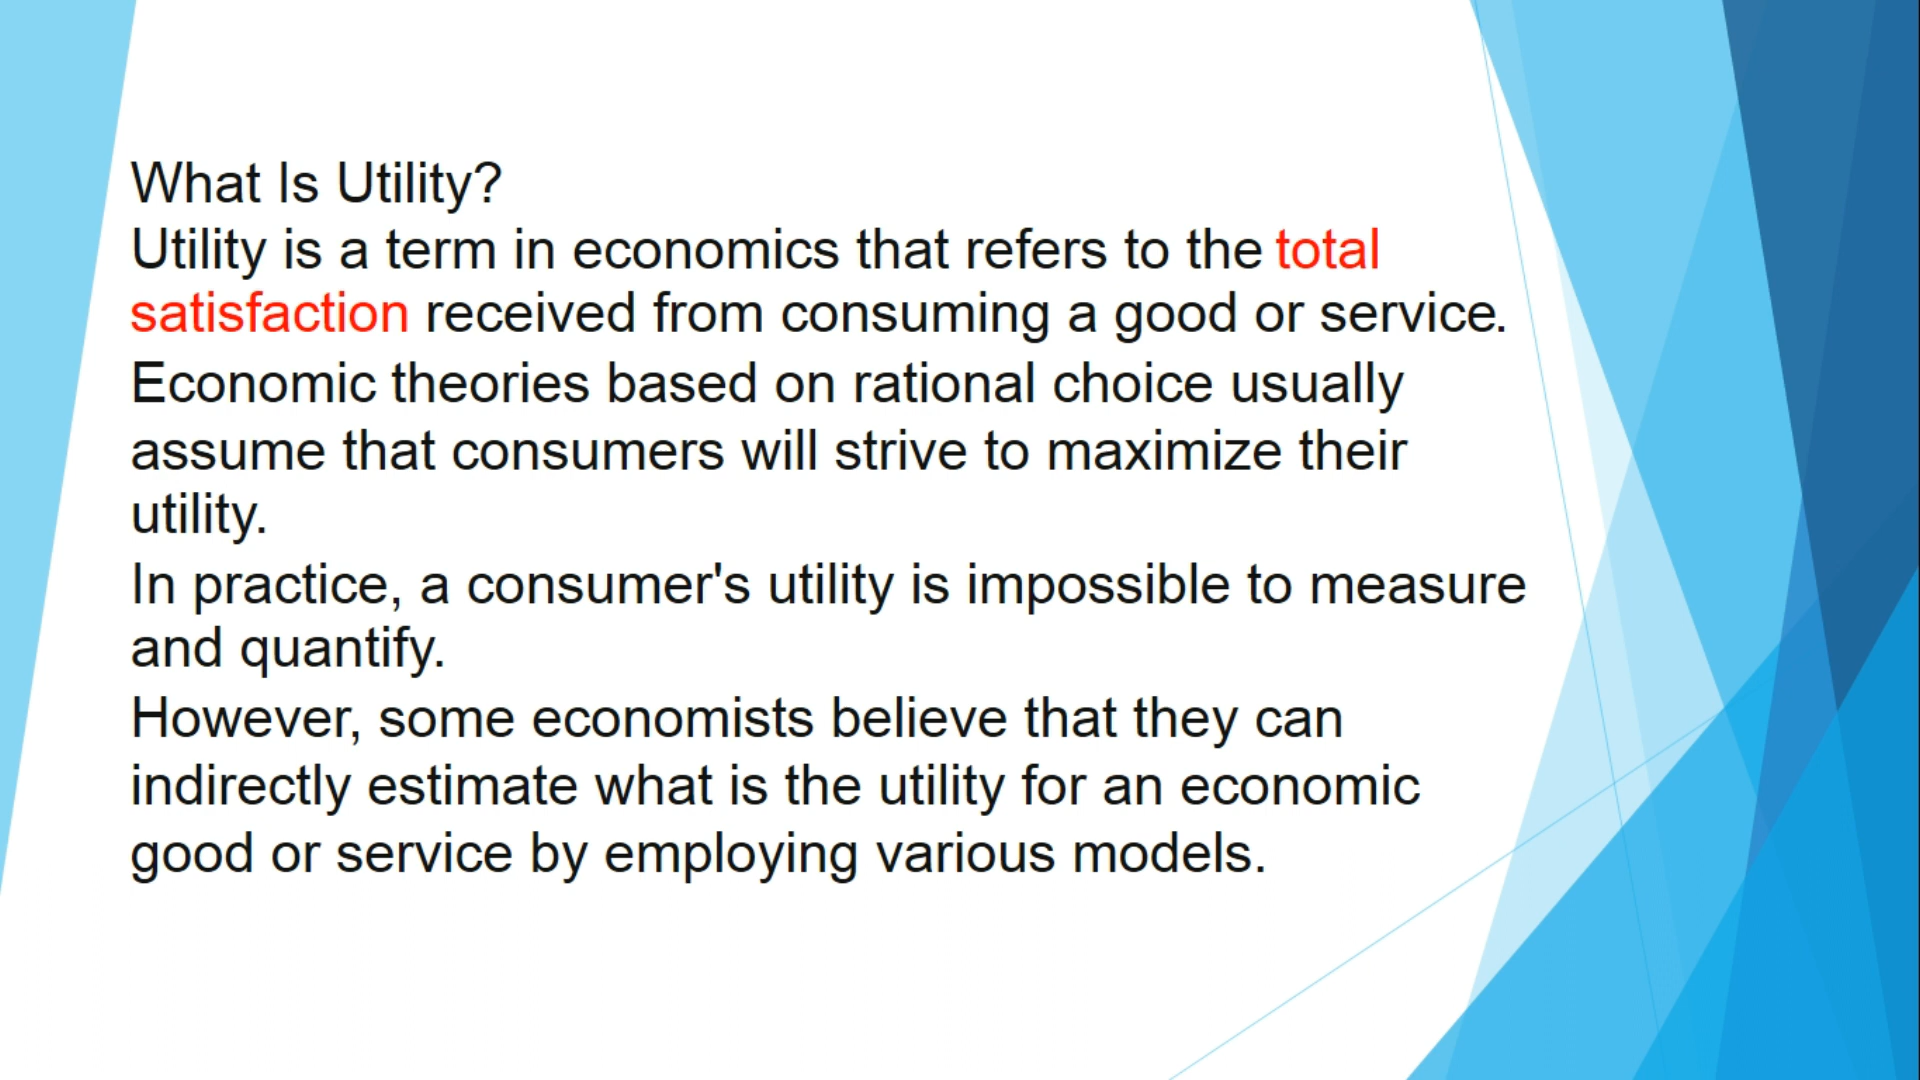 What Is Utility?
Utility is a term in economics that refers to the total
satisfaction received from consuming a good or service.
Economic theories based on rational choice usually
assume that consumers will strive to maximize their
utility.
In practice, a consumer's utility is impossible to measure
and quantify.
However, some economists believe that they can
indirectly estimate what is the utility for an economic
good or service by employing various models.